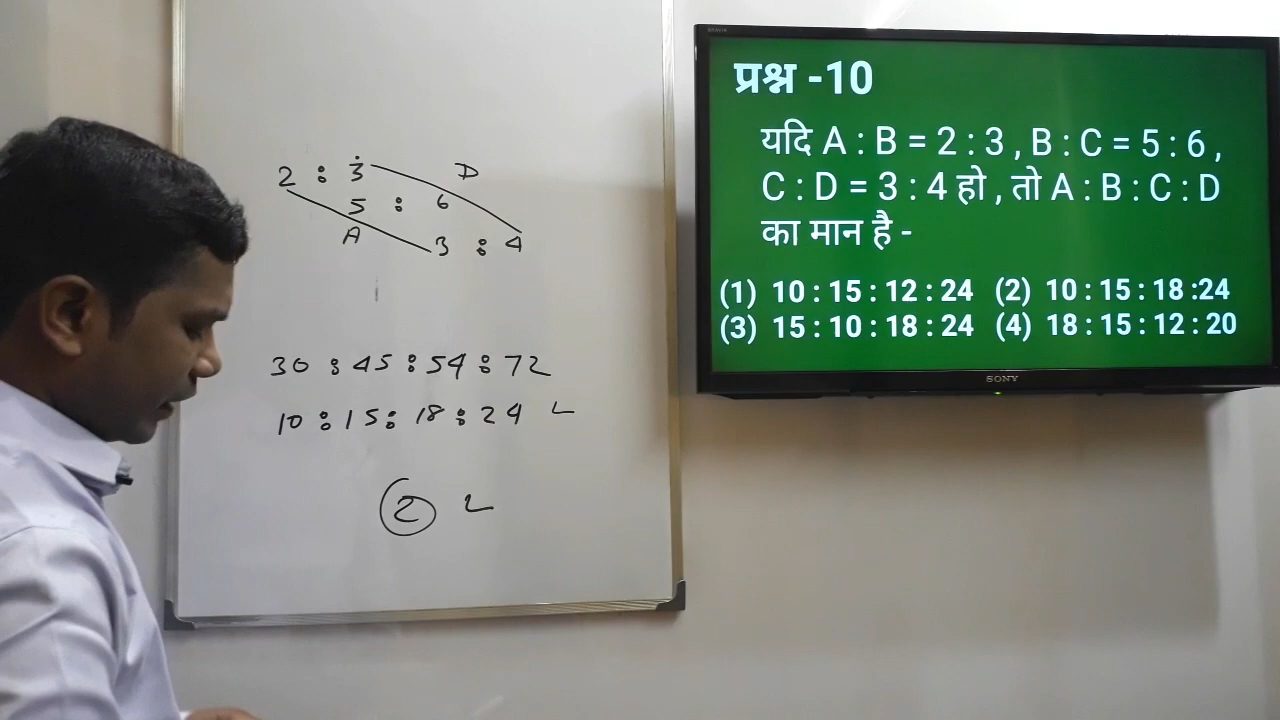 2 : 3 D
5 : 6
A 3 : 4
30 : 45 : 54 : 72
10 : 15 : 18 : 24
2
प्रश्न -10
यदि A : B = 2 : 3 , B : C = 5 : 6 ,
C : D = 3 : 4 हो , तो A : B : C : D
का मान है -
(1) 10 : 15 : 12 : 24 (2) 10 : 15 : 18 :24
(3) 15 : 10 : 18 : 24 (4) 18 : 15 : 12 : 20
SONY